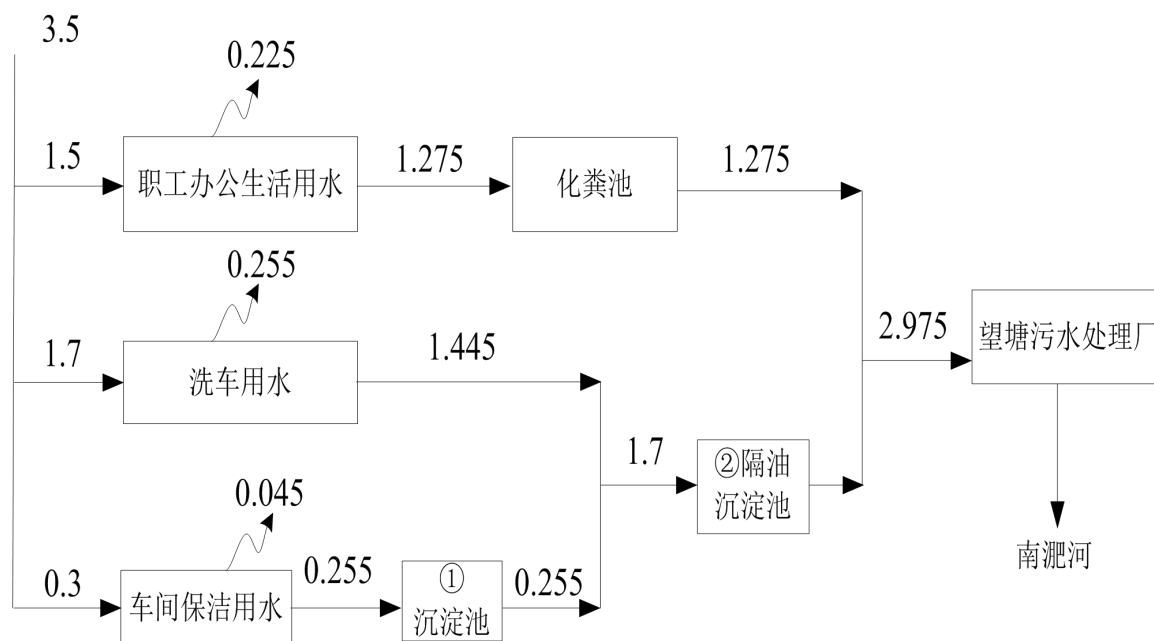 3.5
0.225
1.5
职工办公生活用水
1.275
化粪池
1.275
0.255
1.7
洗车用水
1.445
2.975
望塘污水处理厂
1.7
②隔油
沉淀池
0.045
0.3
车间保洁用水
0.255
①
沉淀池
0.255
南淝河